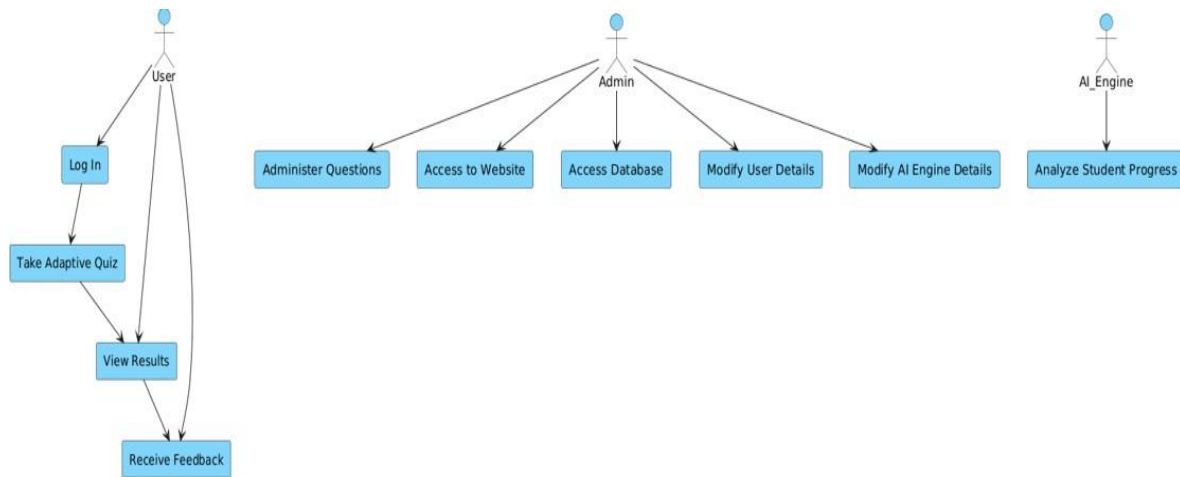 User
Admin
AI_Engine
Log In
Administer Questions
Access to Website
Access Database
Modify User Details
Modify AI Engine Details
Analyze Student Progress
Take Adaptive Quiz
View Results
Receive Feedback